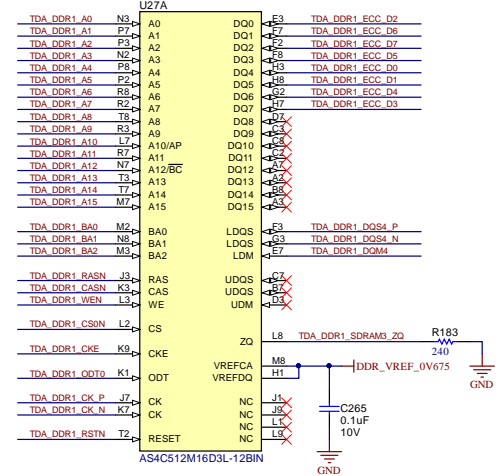 U27A
TDA_DDR1_A0 N3 A0 DQ0 E3 TDA_DDR1_ECC_D2
TDA_DDR1_A1 P7 A1 DQ1 F7 TDA_DDR1_ECC_D6
TDA_DDR1_A2 P3 A2 DQ2 F2 TDA_DDR1_ECC_D7
TDA_DDR1_A3 N2 A3 DQ3 F8 TDA_DDR1_ECC_D5
TDA_DDR1_A4 P8 A4 DQ4 H3 TDA_DDR1_ECC_D0
TDA_DDR1_A5 P2 A5 DQ5 H8 TDA_DDR1_ECC_D1
TDA_DDR1_A6 R8 A6 DQ6 G2 TDA_DDR1_ECC_D4
TDA_DDR1_A7 R2 A7 DQ7 H7 TDA_DDR1_ECC_D3
TDA_DDR1_A8 T8 A8 DQ8 D7
TDA_DDR1_A9 R3 A9 DQ9 C3
TDA_DDR1_A10 L7 A10/AP DQ10 C8
TDA_DDR1_A11 R7 A11 DQ11 C2
TDA_DDR1_A12 N7 A12/BC DQ12 A7
TDA_DDR1_A13 T3 A13 DQ13 A2
TDA_DDR1_A14 T7 A14 DQ14 B8
TDA_DDR1_A15 M7 A15 DQ15 A3
TDA_DDR1_BA0 M2 BA0 LDQS F3 TDA_DDR1_DQS4_P
TDA_DDR1_BA1 N8 BA1 LDQS G3 TDA_DDR1_DQS4_N
TDA_DDR1_BA2 M3 BA2 LDM E7 TDA_DDR1_DQM4
TDA_DDR1_RASN J3 RAS UDQS C7
TDA_DDR1_CASN K3 CAS UDQS B7
TDA_DDR1_WEN L3 WE UDM D3
TDA_DDR1_CS0N L2 CS
ZQ L8 TDA_DDR1_SDRAM3_ZQ R183
240
TDA_DDR1_CKE K9 CKE
VREFCA M8 DDR_VREF_0V675
TDA_DDR1_ODT0 K1 ODT VREFDQ H1
GND
TDA_DDR1_CK_P J7 CK NC J1
TDA_DDR1_CK_N K7 CK NC J9
C265
NC L1
0.1uF
TDA_DDR1_RSTN T2 RESET NC L9
10V
AS4C512M16D3L-12BIN
GND